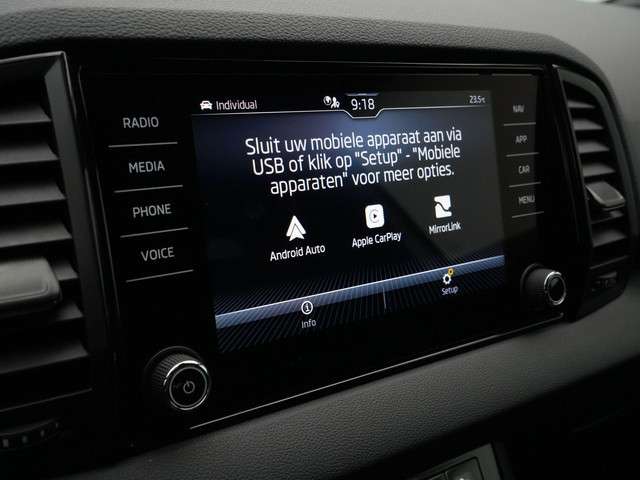 Individual
9:18
23.5°C
Sluit uw mobiele apparaat aan via
USB of klik op "Setup" - "Mobiele
apparaten" voor meer opties.
Android Auto
Apple CarPlay
MirrorLink
Info
Setup
RADIO
MEDIA
PHONE
VOICE
NAV
APP
CAR
MENU